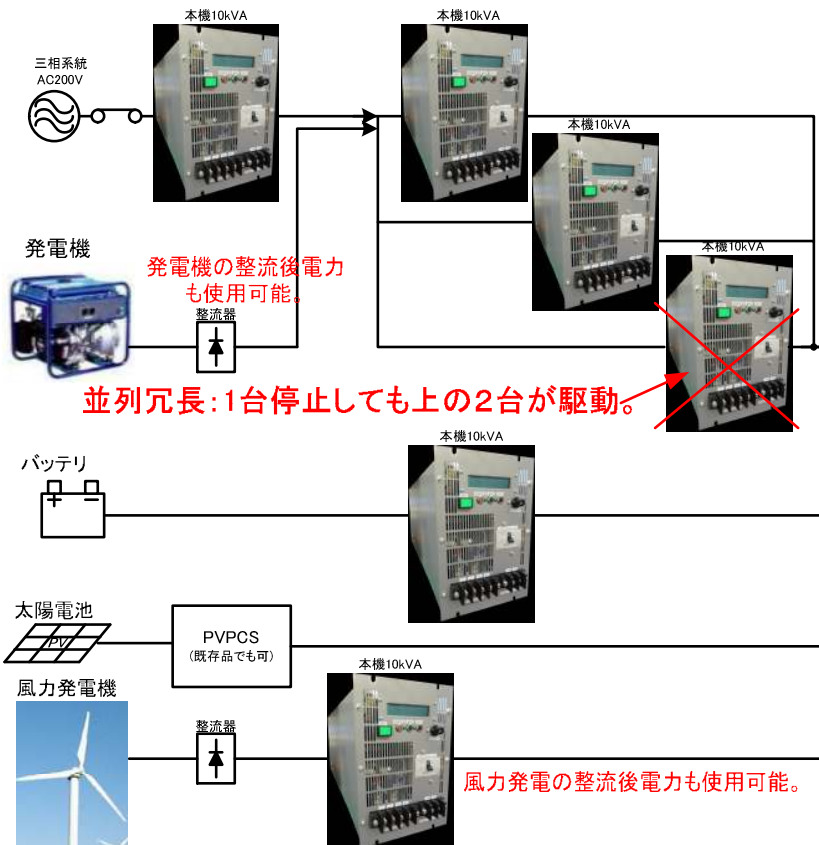 本機10kVA
三相系統
AC200V
本機10kVA
本機10kVA
発電機
発電機の整流後電力
も使用可能。
整流器
本機10kVA
並列冗長：1台停止しても上の２台が駆動。
バッテリ
+ −
本機10kVA
太陽電池
PV
PVPCS
(既存品でも可)
本機10kVA
風力発電機
整流器
風力発電の整流後電力も使用可能。